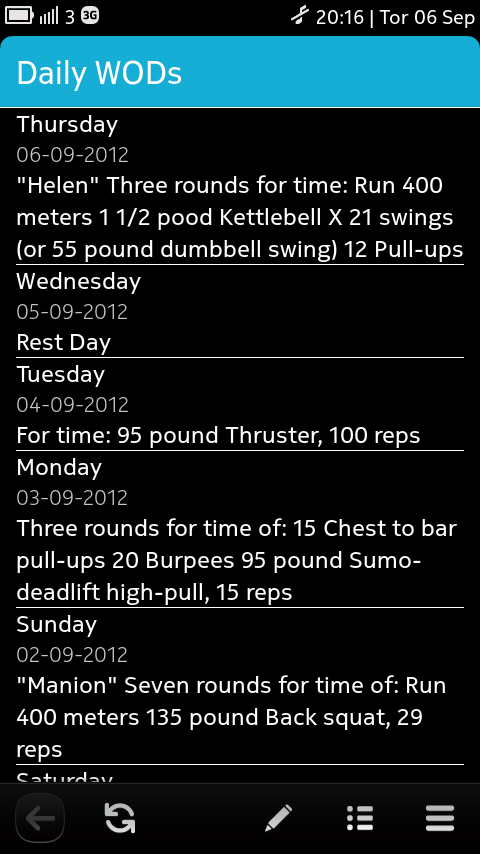 3 3G 20:16 | Tor 06 Sep
Daily WODs
Thursday
06-09-2012
"Helen" Three rounds for time: Run 400
meters 1 1/2 pood Kettlebell X 21 swings
(or 55 pound dumbbell swing) 12 Pull-ups
Wednesday
05-09-2012
Rest Day
Tuesday
04-09-2012
For time: 95 pound Thruster, 100 reps
Monday
03-09-2012
Three rounds for time of: 15 Chest to bar
pull-ups 20 Burpees 95 pound Sumo-
deadlift high-pull, 15 reps
Sunday
02-09-2012
"Manion" Seven rounds for time of: Run
400 meters 135 pound Back squat, 29
reps
Saturday